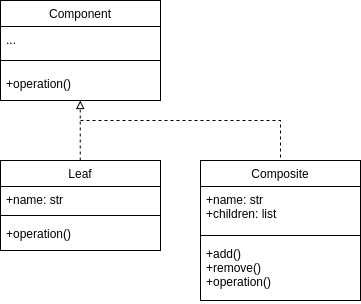 Component
...
+operation()
Leaf
+name: str
+operation()
Composite
+name: str
+children: list
+add()
+remove()
+operation()